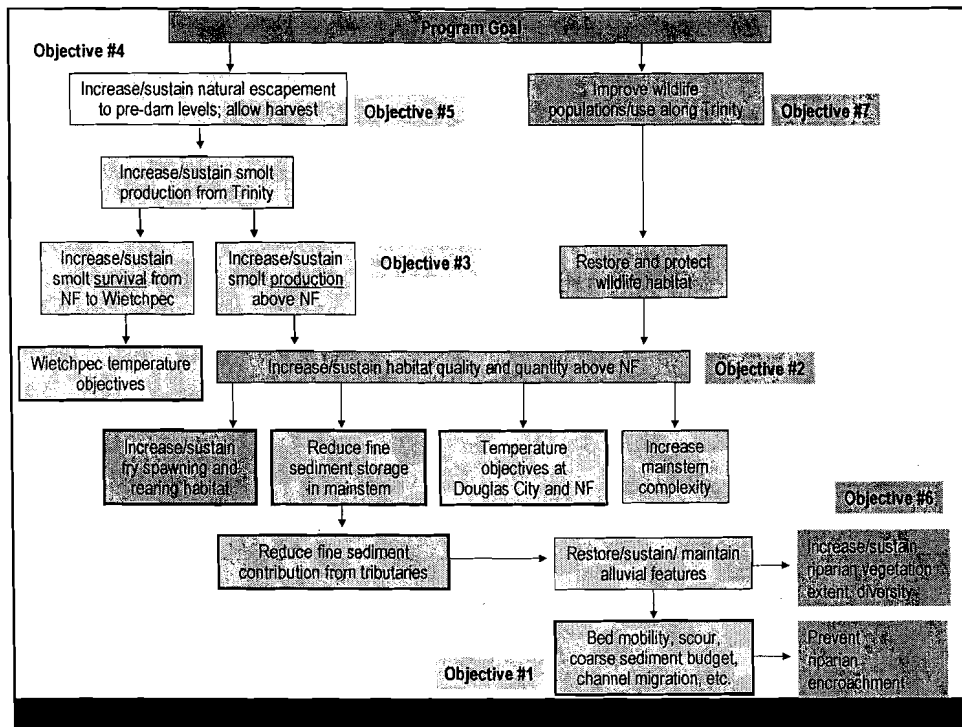 Program Goal
Objective #4
Increase/sustain natural escapement
to pre-dam levels; allow harvest
Objective #5
Improve wildlife
populations/use along Trinity
Objective #7
Increase/sustain smolt
production from Trinity
Increase/sustain
smolt survival from
NF to Wietchpec
Increase/sustain
smolt production
above NF
Objective #3
Restore and protect
wildlife habitat
Wietchpec temperature
objectives
Increase/sustain habitat quality and quantity above NF
Objective #2
Increase/sustain
fry spawning and
rearing habitat
Reduce fine
sediment storage
in mainstem
Temperature
objectives at
Douglas City and NF
Increase
mainstem
complexity
Objective #6
Reduce fine sediment
contribution from tributaries
Restore/sustain/ maintain
alluvial features
Increase/sustain
riparian vegetation
extent, diversity
Objective #1
Bed mobility, scour,
coarse sediment budget,
channel migration, etc.
Prevent
riparian
encroachment